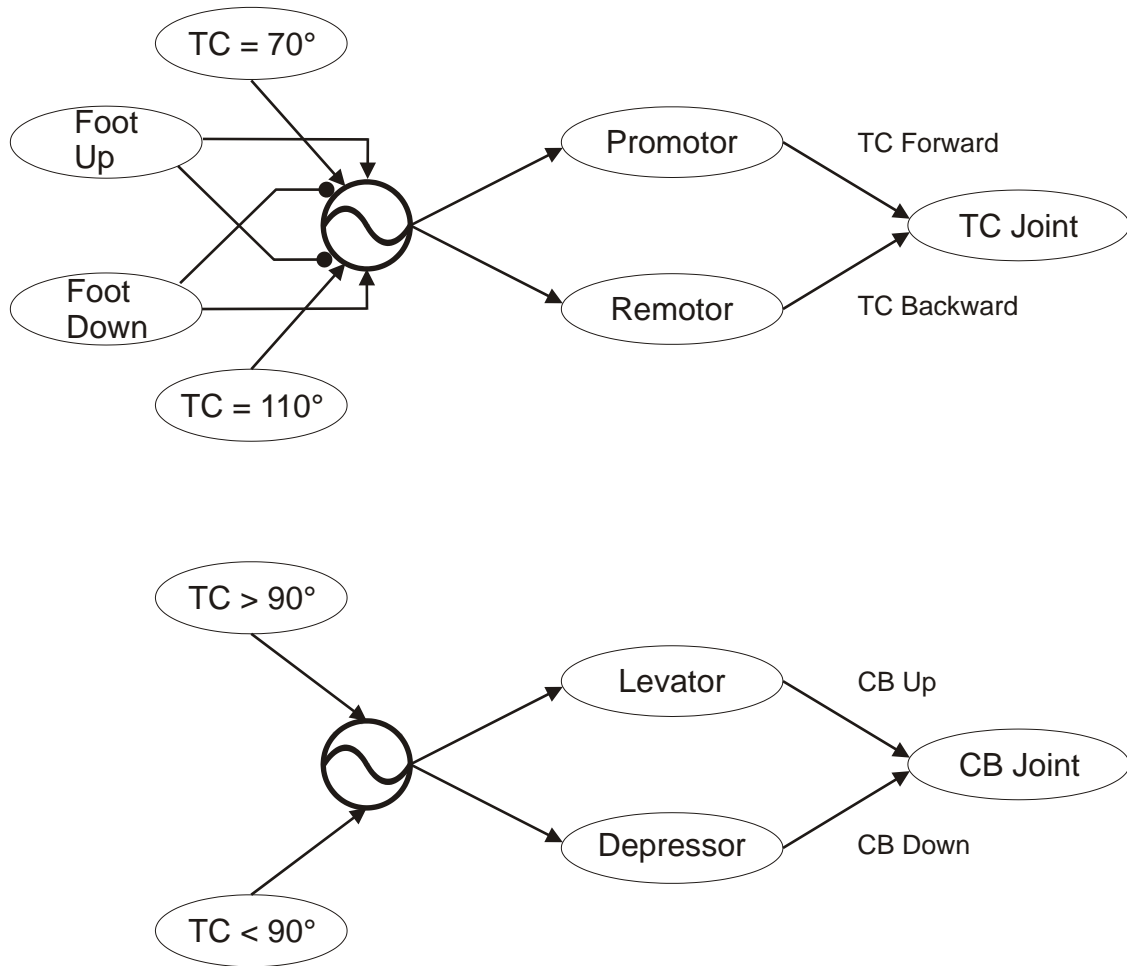 TC = 70°
Foot
Up
Promotor
TC Forward
TC Joint
Foot
Down
Remotor
TC Backward
TC = 110°
TC > 90°
Levator
CB Up
CB Joint
Depressor
CB Down
TC < 90°